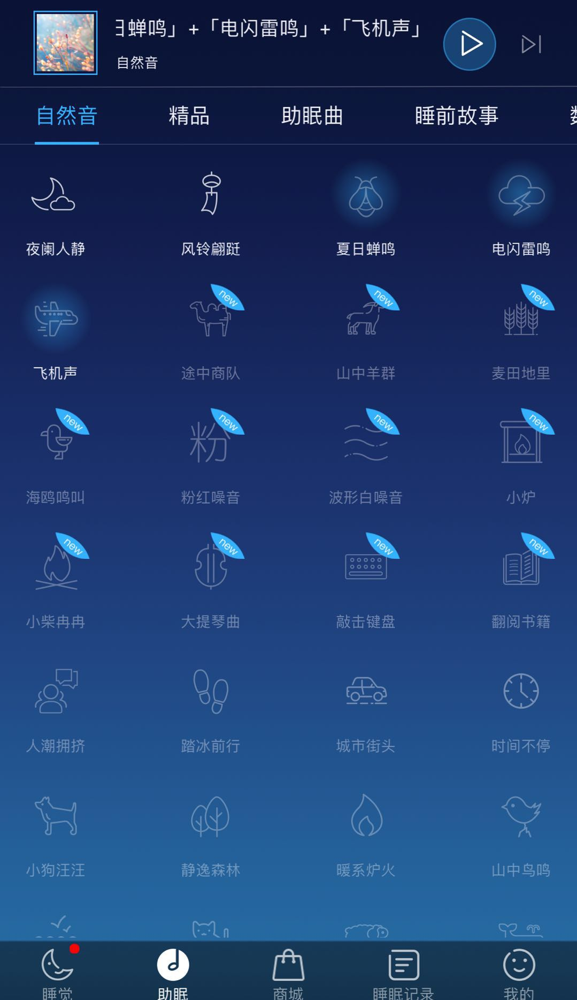 日蝉鸣」+「电闪雷鸣」+「飞机声」
自然音
自然音 精品 助眠曲 睡前故事
夜阑人静 风铃翩跹 夏日蝉鸣 电闪雷鸣
new new new
飞机声 途中商队 山中羊群 麦田地里
new new new new
粉
海鸥鸣叫 粉红噪音 波形白噪音 小炉
new new new new
小柴冉冉 大提琴曲 敲击键盘 翻阅书籍
人潮拥挤 踏冰前行 城市街头 时间不停
小狗汪汪 静逸森林 暖系炉火 山中鸟鸣
睡觉 助眠 商城 睡眠记录 我的